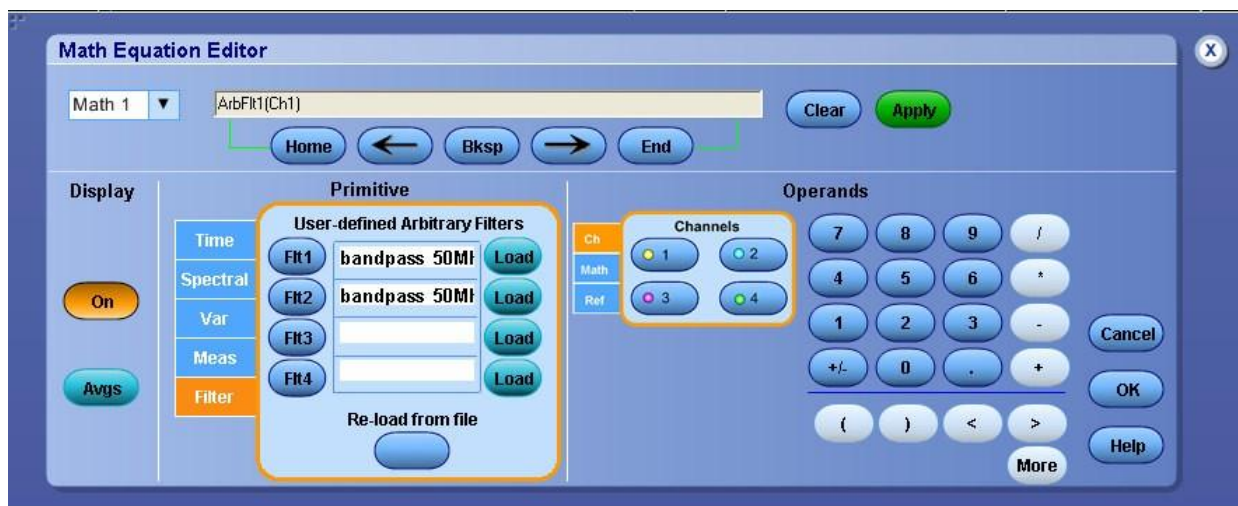 Math Equation Editor
X
Math 1
ArbFlt1(Ch1)
Clear
Apply
Home
Bksp
End
Display
Primitive
Operands
On
Avgs
Time
Spectral
Var
Meas
Filter
User-defined Arbitrary Filters
Flt1 bandpass 50MH Load
Flt2 bandpass 50MH Load
Flt3 Load
Flt4 Load
Re-load from file
Ch
Math
Ref
Channels
1 2
3 4
7 8 9 /
4 5 6 *
1 2 3 -
+/- 0 . +
( ) < >
More
Cancel
OK
Help